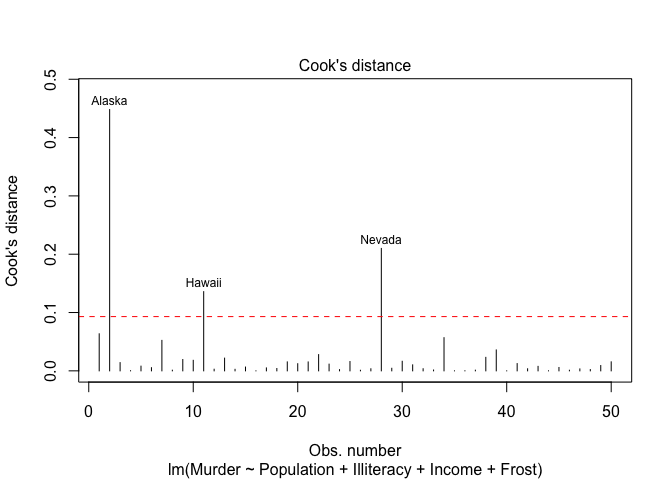 Cook's distance
Cook's distance
0.5
0.4
0.3
0.2
0.1
0.0
Alaska
Nevada
Hawaii
0 10 20 30 40 50
Obs. number
lm(Murder ~ Population + Illiteracy + Income + Frost)